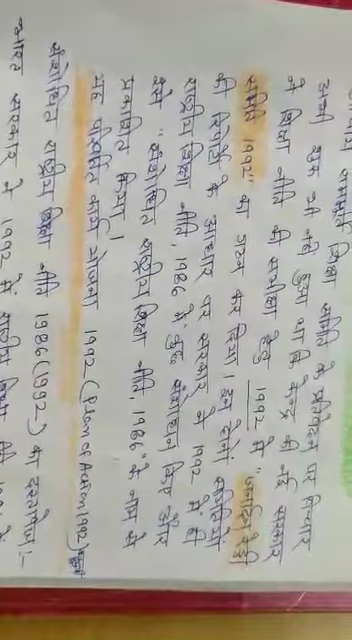 राममूर्ति शिक्षा समिति के प्रतिवेदन पर विचार
अभी शुरू भी नहीं हुआ था कि केन्द्र की नई सरकार
ने शिक्षा नीति की समीक्षा हेतु 1992 में "जनार्दन रेड्डी
समिति 1992" का गठन कर दिया। इन दोनों समितियों
की रिपोर्ट के आधार पर सरकार ने 1992 में ही
राष्ट्रीय शिक्षा नीति, 1986 में कुछ संशोधन किए और
इसे "संशोधित राष्ट्रीय शिक्षा नीति, 1986" के नाम से
प्रकाशित किया।
यह संशोधित कार्य योजना 1992 (Plan of Action 1992)
संशोधित राष्ट्रीय शिक्षा नीति 1986 (1992) का दस्तावेज :-
भारत सरकार ने 1992 में राष्ट्रीय शिक्षा नीति